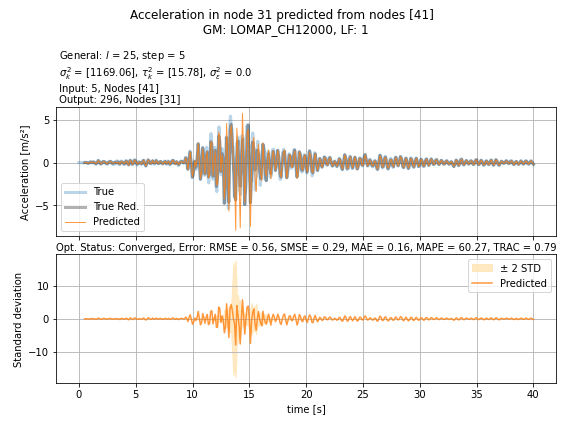 Acceleration in node 31 predicted from nodes [41]
GM: LOMAP_CH12000, LF: 1
General: l = 25, step = 5
σ²ₖ = [1169.06], τ²ₖ = [15.78], σ²ε = 0.0
Input: 5, Nodes [41]
Output: 296, Nodes [31]
Acceleration [m/s²]
5
0
−5
True
True Red.
Predicted
Opt. Status: Converged, Error: RMSE = 0.56, SMSE = 0.29, MAE = 0.16, MAPE = 60.27, TRAC = 0.79
Standard deviation
10
0
−10
± 2 STD
Predicted
0 5 10 15 20 25 30 35 40
time [s]